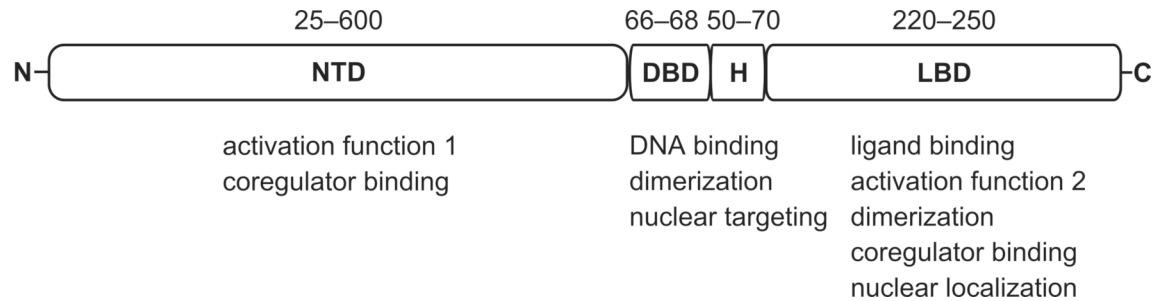 25–600 66–68 50–70 220–250
N NTD DBD H LBD C
activation function 1
coregulator binding
DNA binding
dimerization
nuclear targeting
ligand binding
activation function 2
dimerization
coregulator binding
nuclear localization